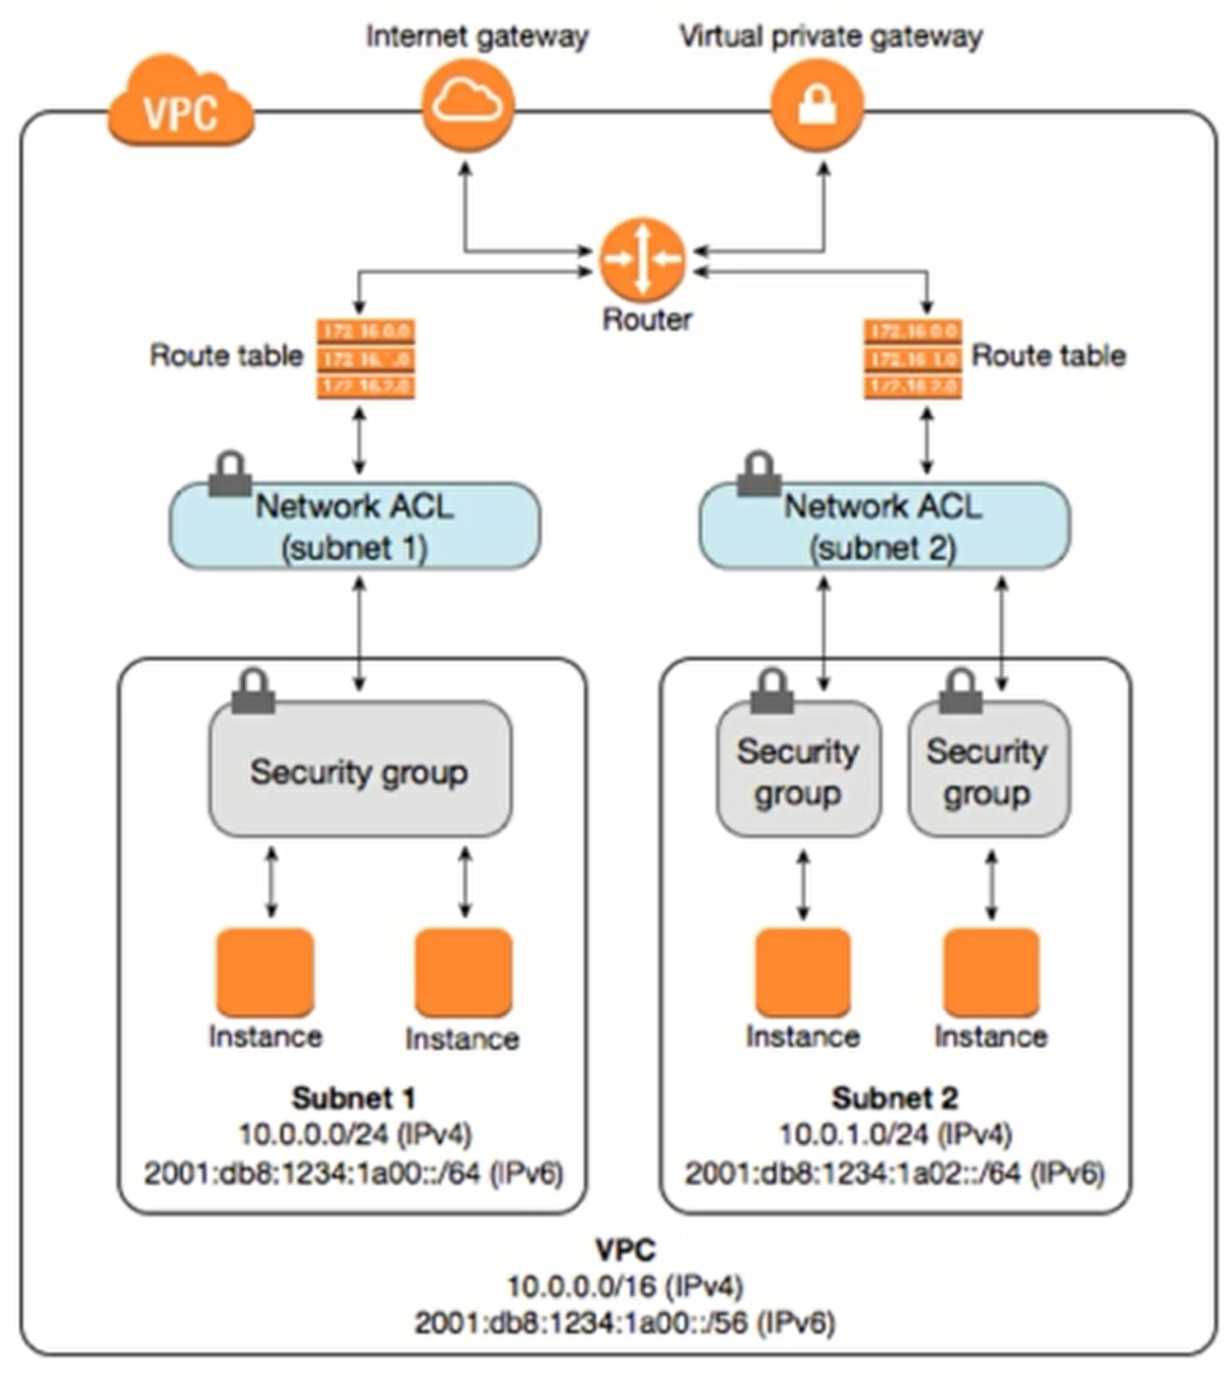 Internet gateway
Virtual private gateway
VPC
Router
Route table
172.16.0.0
172.16.2.0
172.16.0.0
172.16.1.0
172.16.2.0
Route table
Network ACL
(subnet 1)
Network ACL
(subnet 2)
Security group
Security
group
Security
group
Instance
Instance
Instance
Instance
Subnet 1
10.0.0.0/24 (IPv4)
2001:db8:1234:1a00::/64 (IPv6)
Subnet 2
10.0.1.0/24 (IPv4)
2001:db8:1234:1a02::/64 (IPv6)
VPC
10.0.0.0/16 (IPv4)
2001:db8:1234:1a00::/56 (IPv6)